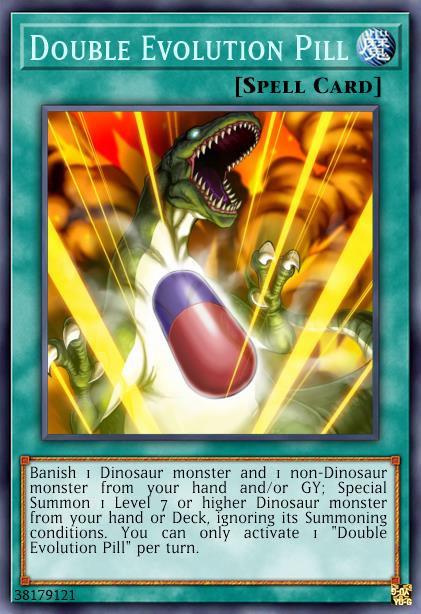 Double Evolution Pill 魔
[Spell Card]
Banish 1 Dinosaur monster and 1 non-Dinosaur
monster from your hand and/or GY; Special
Summon 1 Level 7 or higher Dinosaur monster
from your hand or Deck, ignoring its Summoning
conditions. You can only activate 1 "Double
Evolution Pill" per turn.
38179121